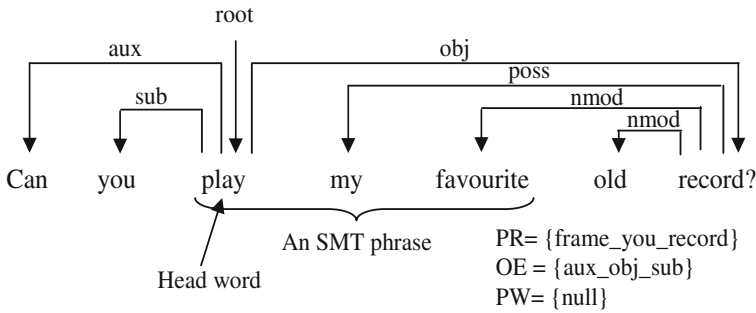 root
aux
obj
poss
sub
nmod
nmod
Can you play my favourite old record?
An SMT phrase
Head word
PR= {frame_you_record}
OE = {aux_obj_sub}
PW= {null}